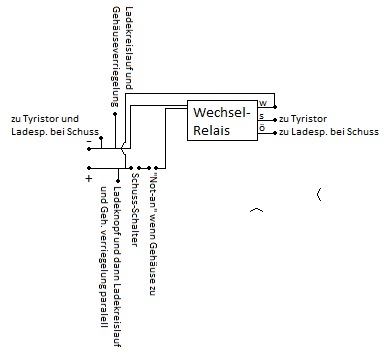 Ladekreislauf und
Gehäuseverriegelung
zu Tyristor und
Ladesp. bei Schuss
Wechsel-
Relais
w
s
ö
zu Tyristor
zu Ladesp. bei Schuss
-
+
Schuss-Schalter
"Not-an" wenn Gehäuse zu
Ladeknopf und dann Ladekreislauf
und Geh. verriegelung paralell